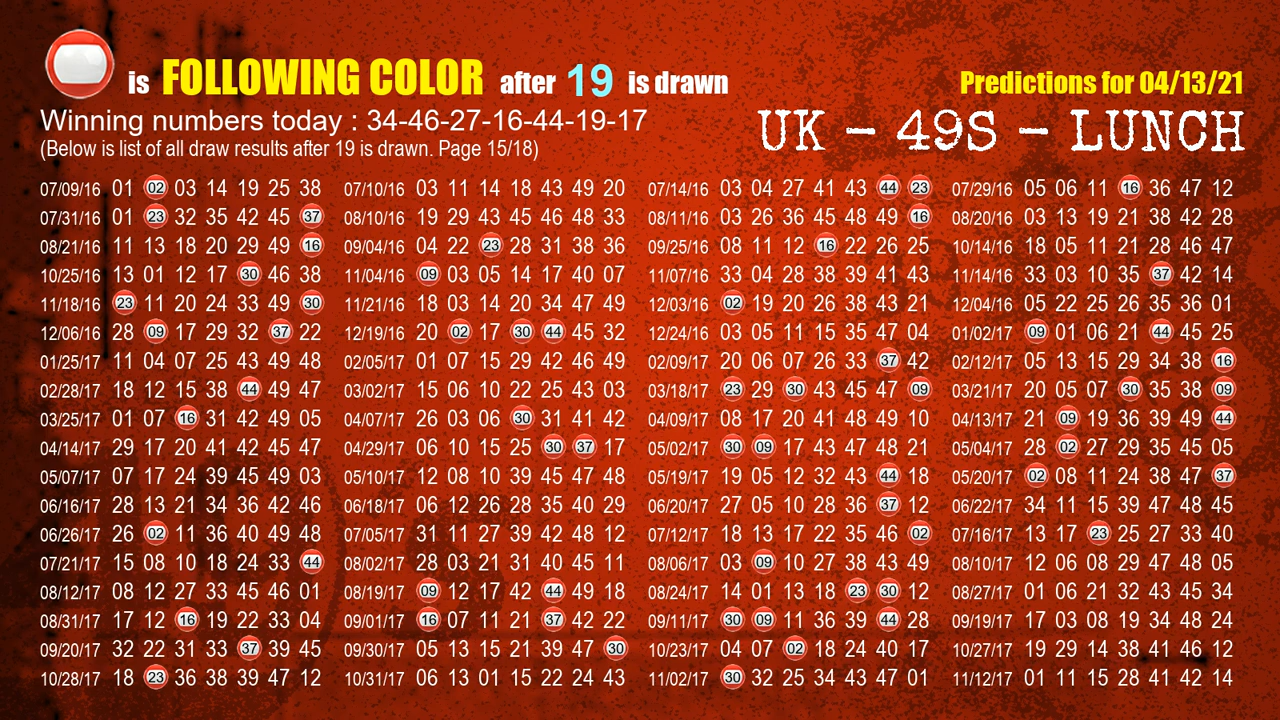 is FOLLOWING COLOR after 19 is drawn
Predictions for 04/13/21
Winning numbers today : 34-46-27-16-44-19-17
UK - 49S - LUNCH
(Below is list of all draw results after 19 is drawn. Page 15/18)
07/09/16 01 02 03 14 19 25 38 07/10/16 03 11 14 18 43 49 20 07/14/16 03 04 27 41 43 44 23 07/29/16 05 06 11 16 36 47 12
07/31/16 01 23 32 35 42 45 37 08/10/16 19 29 43 45 46 48 33 08/11/16 03 26 36 45 48 49 16 08/20/16 03 13 19 21 38 42 28
08/21/16 11 13 18 20 29 49 16 09/04/16 04 22 23 28 31 38 36 09/25/16 08 11 12 16 22 26 25 10/14/16 18 05 11 21 28 46 47
10/25/16 13 01 12 17 30 46 38 11/04/16 09 03 05 14 17 40 07 11/07/16 33 04 28 38 39 41 43 11/14/16 33 03 10 35 37 42 14
11/18/16 23 11 20 24 33 49 30 11/21/16 18 03 14 20 34 47 49 12/03/16 02 19 20 26 38 43 21 12/04/16 05 22 25 26 35 36 01
12/06/16 28 09 17 29 32 37 22 12/19/16 20 02 17 30 44 45 32 12/24/16 03 05 11 15 35 47 04 01/02/17 09 01 06 21 44 45 25
01/25/17 11 04 07 25 43 49 48 02/05/17 01 07 15 29 42 46 49 02/09/17 20 06 07 26 33 37 42 02/12/17 05 13 15 29 34 38 16
02/28/17 18 12 15 38 44 49 47 03/02/17 15 06 10 22 25 43 03 03/18/17 23 29 30 43 45 47 09 03/21/17 20 05 07 30 35 38 09
03/25/17 01 07 16 31 42 49 05 04/07/17 26 03 06 30 31 41 42 04/09/17 08 17 20 41 48 49 10 04/13/17 21 09 19 36 39 49 44
04/14/17 29 17 20 41 42 45 47 04/29/17 06 10 15 25 30 37 17 05/02/17 30 09 17 43 47 48 21 05/04/17 28 02 27 29 35 45 05
05/07/17 07 17 24 39 45 49 03 05/10/17 12 08 10 39 45 47 48 05/19/17 19 05 12 32 43 44 18 05/20/17 02 08 11 24 38 47 37
06/16/17 28 13 21 34 36 42 46 06/18/17 06 12 26 28 35 40 29 06/20/17 27 05 10 28 36 37 12 06/22/17 34 11 15 39 47 48 45
06/26/17 26 02 11 36 40 49 48 07/05/17 31 11 27 39 42 48 12 07/12/17 18 13 17 22 35 46 02 07/16/17 13 17 23 25 27 33 40
07/21/17 15 08 10 18 24 33 44 08/02/17 28 03 21 31 40 45 11 08/06/17 03 09 10 27 38 43 49 08/10/17 12 06 08 29 47 48 05
08/12/17 08 12 27 33 45 46 01 08/19/17 09 12 17 42 44 49 18 08/24/17 14 01 13 18 23 30 12 08/27/17 01 06 21 32 43 45 34
08/31/17 17 12 16 19 22 33 04 09/01/17 16 07 11 21 37 42 22 09/11/17 30 09 11 36 39 44 28 09/19/17 17 03 08 19 34 48 24
09/20/17 32 22 31 33 37 39 45 09/30/17 05 13 15 21 39 47 30 10/23/17 04 07 02 18 24 40 17 10/27/17 19 29 14 38 41 46 12
10/28/17 18 23 36 38 39 47 12 10/31/17 06 13 01 15 22 24 43 11/02/17 30 32 25 34 43 47 01 11/12/17 01 11 15 28 41 42 14